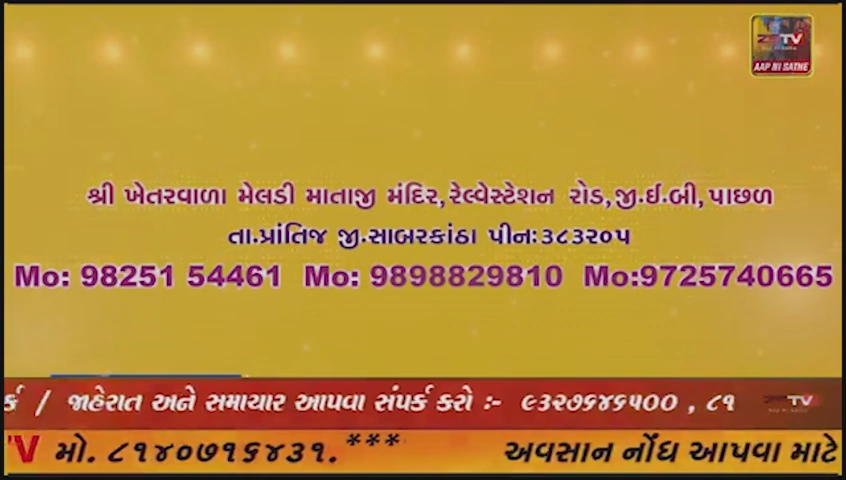 ZSTV
AAP NI SATHE
શ્રી ખેતરવાળા મેલડી માતાજી મંદિર,રેલ્વેસ્ટેશન રોડ,જી.ઈ.બી,પાછળ
તા.પ્રાંતિજ જી.સાબરકાંઠા પીનઃ૩૮૩૨૦૫
Mo: 98251 54461 Mo: 9898829810 Mo:9725740665
ર્ક / જાહેરાત અને સમાચાર આપવા સંપર્ક કરો :- ૯૩૨૭૬૪૬૫૦૦ , ૮૧
TV મો. ૮૧૪૦૭૧૬૪૩૧.*** અવસાન નોંધ આપવા માટે